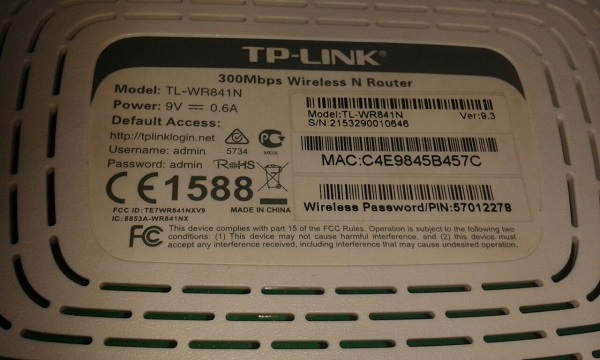 TP-LINK®
300Mbps Wireless N Router
Model: TL-WR841N
Power: 9V ⎓ 0.6A
Default Access:
http://tplinklogin.net
Username: admin
Password: admin
5734
RoHS
CE1588
FCC ID: TE7WR841NXV9
IC: 8853A-WR841NX
MADE IN CHINA
Model:TL-WR841N Ver:9.3
S/N:2153290010646
MAC:C4E9845B457C
Wireless Password/PIN:57012278
FC This device complies with part 15 of the FCC Rules. Operation is subject to the following two
conditions: (1) This device may not cause harmful interference, and (2) this device must
accept any interference received, including interference that may cause undesired operation.